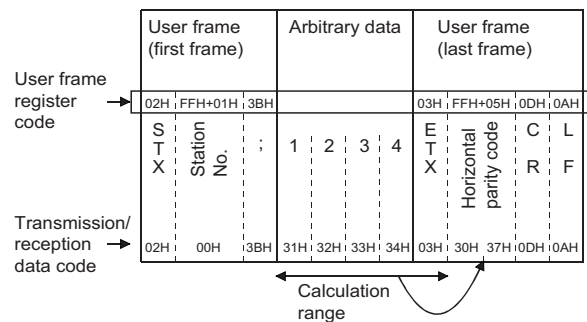 User frame (first frame)
Arbitrary data
User frame (last frame)
User frame register code
02H FFH+01H 3BH 03H FFH+05H 0DH 0AH
STX
Station No.
;
1 2 3 4
ETX
Horizontal parity code
CR
LF
Transmission/ reception data code
02H 00H 3BH 31H 32H 33H 34H 03H 30H 37H 0DH 0AH
Calculation range